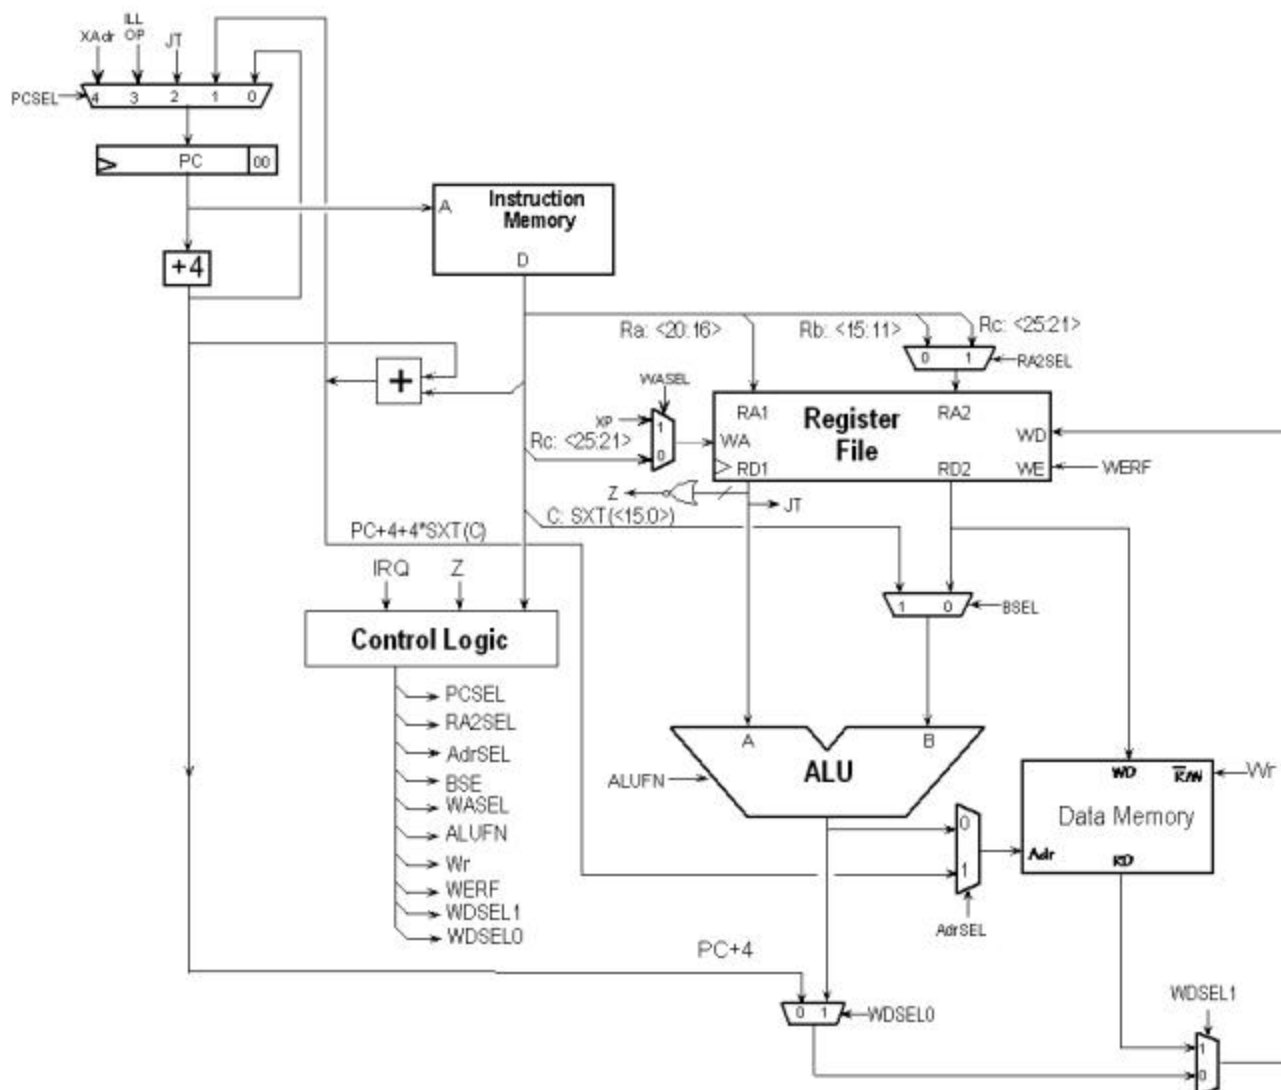 ILL
XAdr OP JT
PCSEL 4 3 2 1 0
PC 00
Instruction
Memory
A
D
+4
Ra: <20:16> Rb: <15:11> Rc: <25:21>
0 1 RA2SEL
+
WASEL
XP 1
Rc: <25:21> 0
RA1 RA2
Register
File
WA WD
RD1 RD2 WE WERF
Z JT
C: SXT(<15:0>)
PC+4+4*SXT(C)
IRQ Z
1 0 BSEL
Control Logic
PCSEL
RA2SEL
AdrSEL
BSE
WASEL
ALUFN
Wr
WERF
WDSEL1
WDSEL0
A B
ALU
ALUFN
WD R/W Wr
Data Memory
Adr RD
0
1
AdrSEL
PC+4
0 1 WDSEL0
WDSEL1
1
0